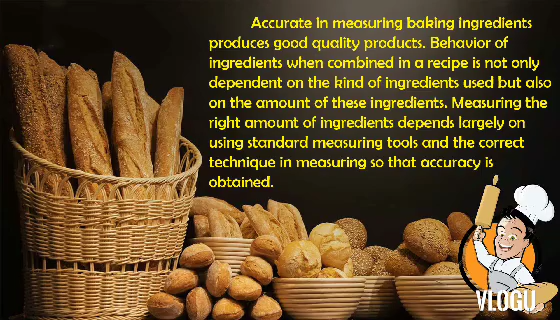 Accurate in measuring baking ingredients
produces good quality products. Behavior of
ingredients when combined in a recipe is not only
dependent on the kind of ingredients used but also
on the amount of these ingredients. Measuring the
right amount of ingredients depends largely on
using standard measuring tools and the correct
technique in measuring so that accuracy is
obtained.
VLOGU